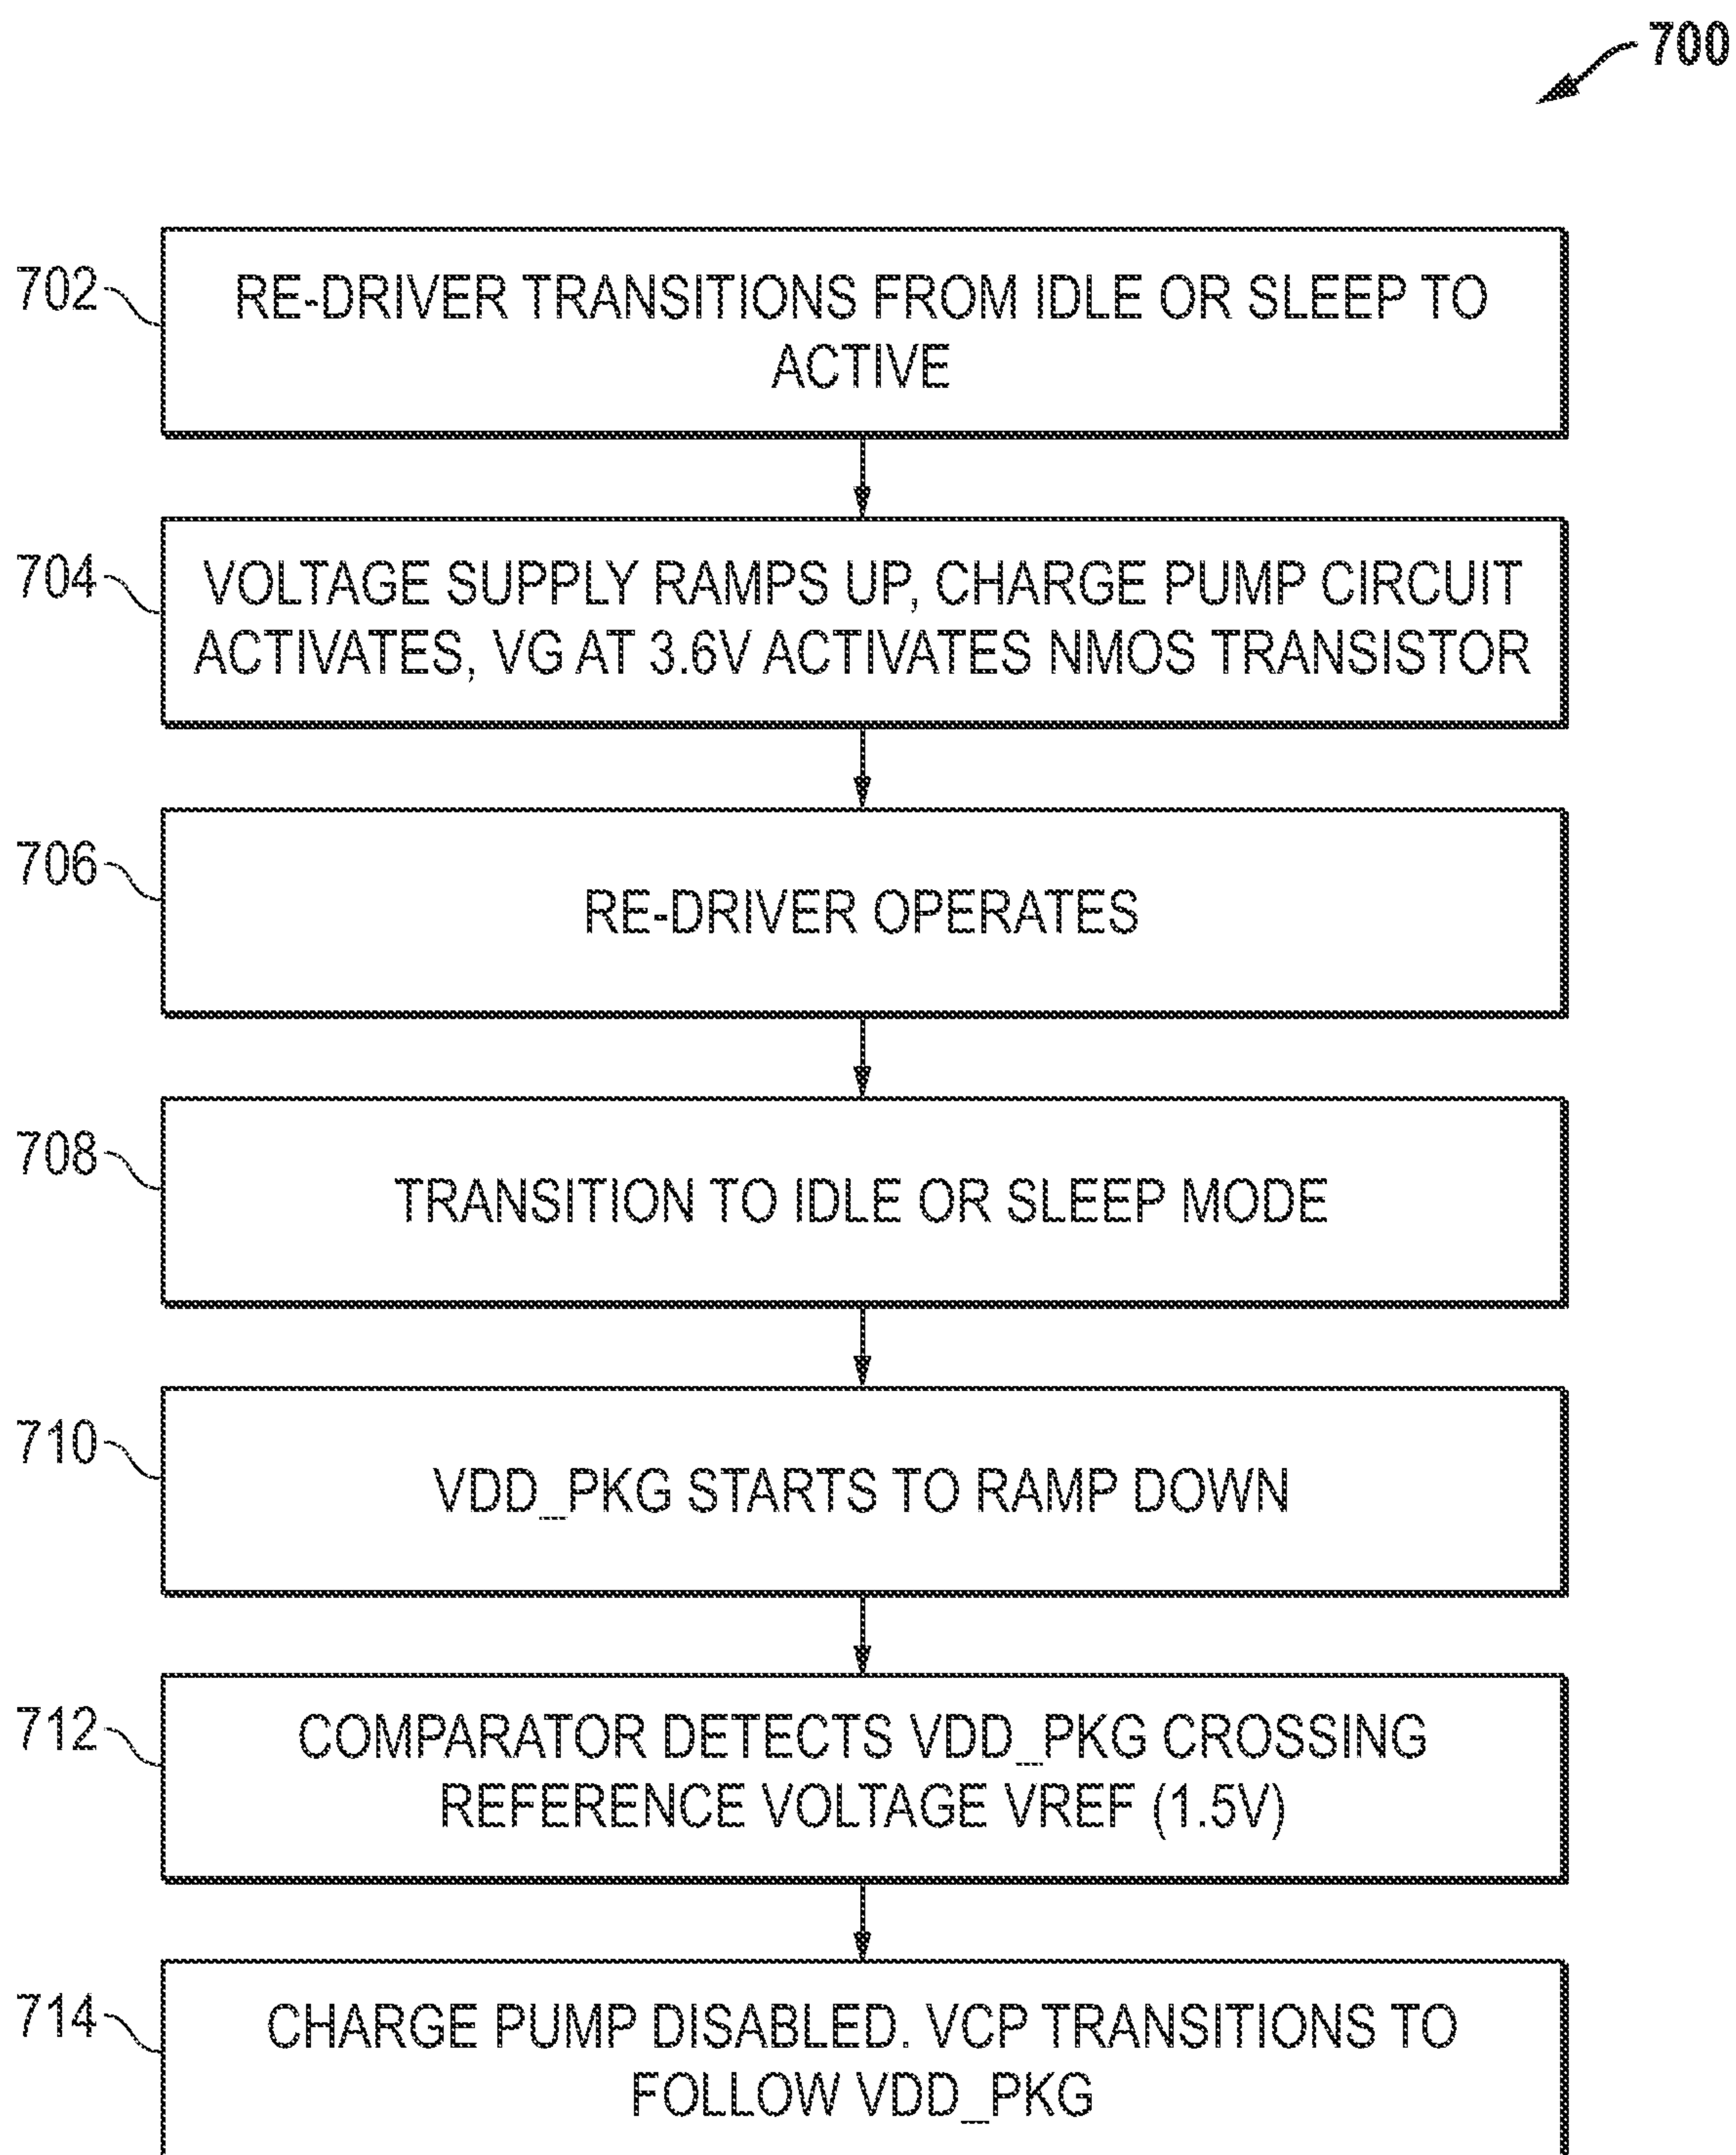 700
702
RE-DRIVER TRANSITIONS FROM IDLE OR SLEEP TO
ACTIVE
704
VOLTAGE SUPPLY RAMPS UP, CHARGE PUMP CIRCUIT
ACTIVATES, VG AT 3.6V ACTIVATES NMOS TRANSISTOR
706
RE-DRIVER OPERATES
708
TRANSITION TO IDLE OR SLEEP MODE
710
VDD_PKG STARTS TO RAMP DOWN
712
COMPARATOR DETECTS VDD_PKG CROSSING
REFERENCE VOLTAGE VREF (1.5V)
714
CHARGE PUMP DISABLED. VCP TRANSITIONS TO
FOLLOW VDD_PKG